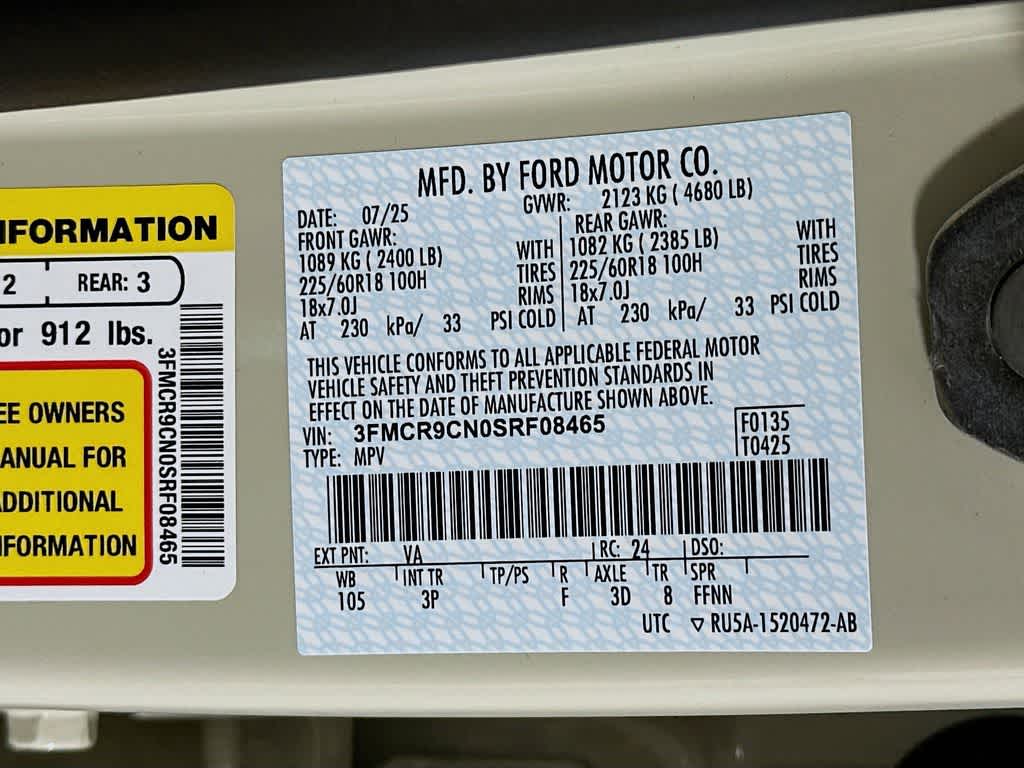 MFD. BY FORD MOTOR CO.
DATE: 07/25 GVWR: 2123 KG ( 4680 LB)
FRONT GAWR: REAR GAWR:
1089 KG ( 2400 LB) WITH 1082 KG ( 2385 LB) WITH
225/60R18 100H TIRES 225/60R18 100H TIRES
18x7.0J RIMS 18x7.0J RIMS
AT 230 kPa/ 33 PSI COLD AT 230 kPa/ 33 PSI COLD
THIS VEHICLE CONFORMS TO ALL APPLICABLE FEDERAL MOTOR
VEHICLE SAFETY AND THEFT PREVENTION STANDARDS IN
EFFECT ON THE DATE OF MANUFACTURE SHOWN ABOVE.
VIN: 3FMCR9CN0SRF08465 F0135
TYPE: MPV T0425
EXT PNT: VA RC: 24 DSO:
WB INT TR TP/PS R AXLE TR SPR
105 3P F 3D 8 FFNN
UTC ▽ RU5A-1520472-AB
NFORMATION
2 REAR: 3
or 912 lbs.
3FMCR9CN0SRF08465
EE OWNERS
ANUAL FOR
ADDITIONAL
NFORMATION